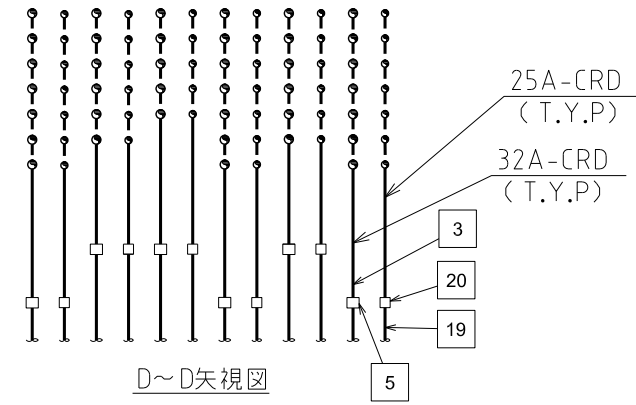 25A-CRD
(T.Y.P)
32A-CRD
(T.Y.P)
3
20
19
5
D～D矢視図